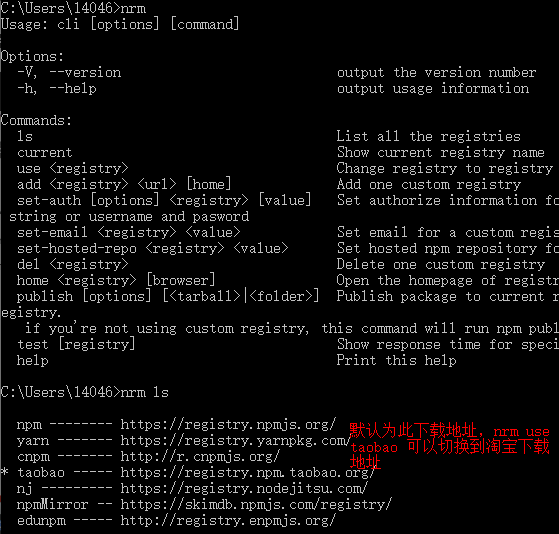 C:\Users\14046>nrm
Usage: cli [options] [command]
Options:
-V, --version output the version number
-h, --help output usage information
Commands:
ls List all the registries
current Show current registry name
use <registry> Change registry to registry
add <registry> <url> [home] Add one custom registry
set-auth [options] <registry> [value] Set authorize information fo
string or username and pasword
set-email <registry> <value> Set email for a custom regis
set-hosted-repo <registry> <value> Set hosted npm repository fo
del <registry> Delete one custom registry
home <registry> [browser] Open the homepage of registr
publish [options] [<tarball>|<folder>] Publish package to current r
egistry.
if you're not using custom registry, this command will run npm publ
test [registry] Show response time for speci
help Print this help
C:\Users\14046>nrm ls
npm -------- https://registry.npmjs.org/
yarn ------- https://registry.yarnpkg.com/
cnpm ------- http://r.cnpmjs.org/
* taobao ----- https://registry.npm.taobao.org/
nj --------- https://registry.nodejitsu.com/
npmMirror -- https://skimdb.npmjs.com/registry/
edunpm ----- http://registry.enpmjs.org/
默认为此下载地址, nrm use
taobao 可以切换到淘宝下载
地址